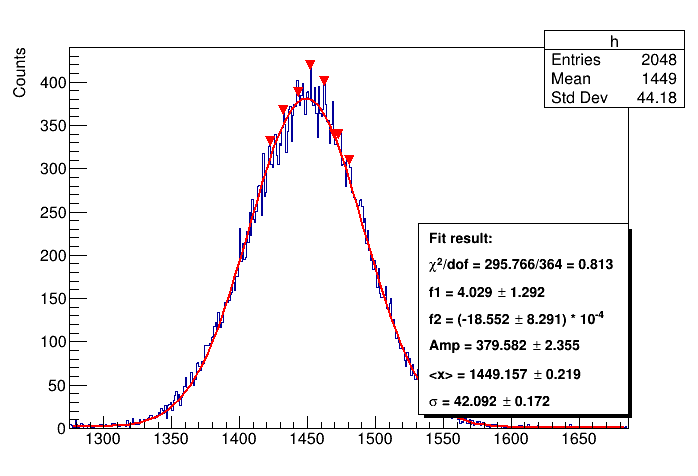 h
Entries 2048
Mean 1449
Std Dev 44.18
Counts
400
350
300
250
200
150
100
50
0
Fit result:
χ²/dof = 295.766/364 = 0.813
f1 = 4.029 ± 1.292
f2 = (-18.552 ± 8.291) * 10⁻⁴
Amp = 379.582 ± 2.355
<x> = 1449.157 ± 0.219
σ = 42.092 ± 0.172
1300 1350 1400 1450 1500 1550 1600 1650